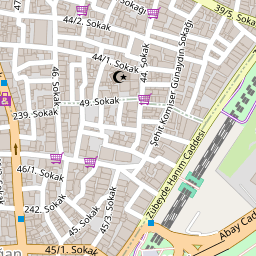 44/2. Sokak
Sokağı
39/5. Sokak
44/1. Sokak
44. Sokak
Şehit Komiser Günaydın Sokağı
46. Sokak
49. Sokak
239. Sokak
46/1. Sokak
Zübeyde Hanım Caddesi
242. Sokak
45. Sokak
45/3. Sokak
45/1. Sokak
Abay Cad